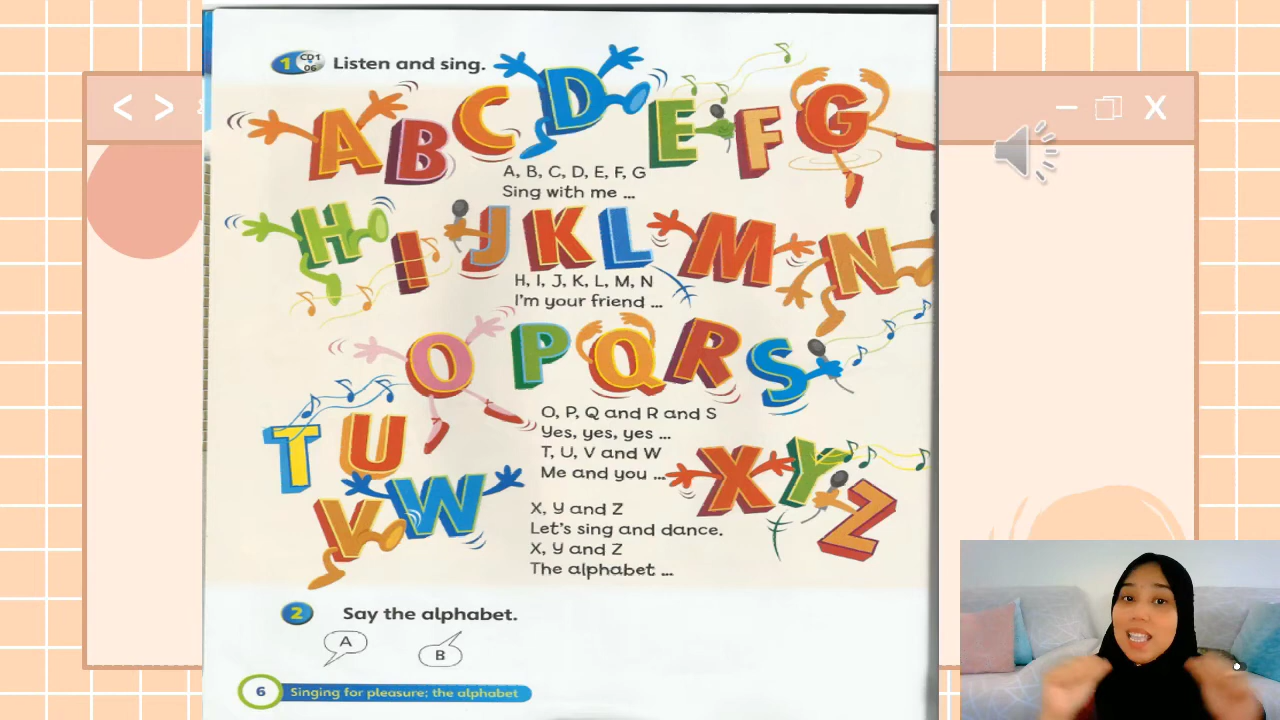 1 CD1 06 Listen and sing.
A B C D E F G
A, B, C, D, E, F, G
Sing with me ...
H I J K L M N
H, I, J, K, L, M, N
I'm your friend ...
O P Q R S
O, P, Q and R and S
Yes, yes, yes ...
T, U, V and W
Me and you ...
T U V W X Y Z
X, Y and Z
Let's sing and dance.
X, Y and Z
The alphabet ...
2 Say the alphabet.
A B
6 Singing for pleasure: the alphabet